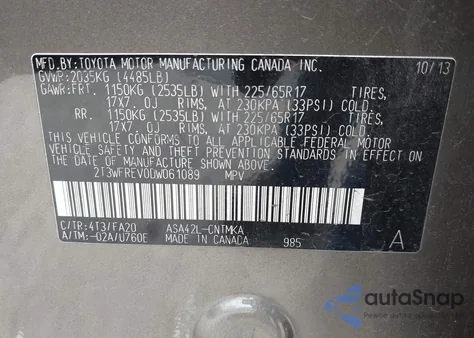 MFD.BY:TOYOTA MOTOR MANUFACTURING CANADA INC. 10/13
GVWR:2035KG (4485LB)
GAWR:FRT. 1150KG (2535LB) WITH 225/65R17 TIRES,
17X7.0J RIMS, AT 230KPA (33PSI) COLD.
RR. 1150KG (2535LB) WITH 225/65R17 TIRES,
17X7.0J RIMS, AT 230KPA (33PSI) COLD.
THIS VEHICLE CONFORMS TO ALL APPLICABLE FEDERAL MOTOR
VEHICLE SAFETY AND THEFT PREVENTION STANDARDS IN
EFFECT ON THE DATE OF MANUFACTURE SHOWN ABOVE.
2T3WFREV0DW061089 MPV
C/TR:4T3/FA20 ASA42L-CNTMKA
A/TM:-02A/U760E MADE IN CANADA 985 A
autoSnap